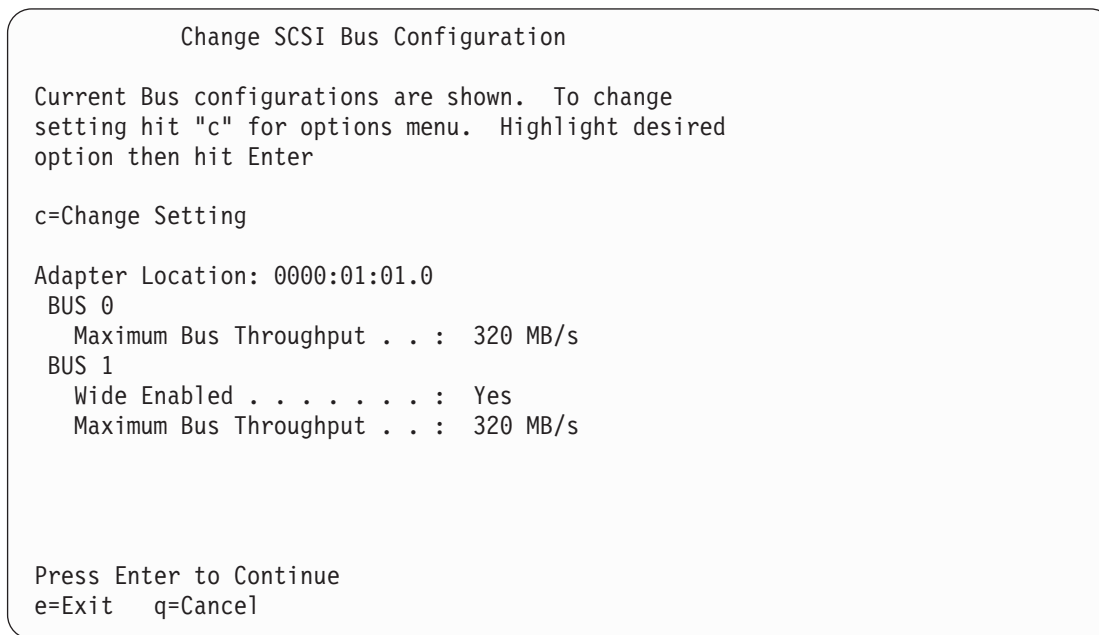 Change SCSI Bus Configuration
Current Bus configurations are shown. To change
setting hit "c" for options menu. Highlight desired
option then hit Enter
c=Change Setting
Adapter Location: 0000:01:01.0
BUS 0
Maximum Bus Throughput . . : 320 MB/s
BUS 1
Wide Enabled . . . . . . . : Yes
Maximum Bus Throughput . . : 320 MB/s
Press Enter to Continue
e=Exit q=Cancel